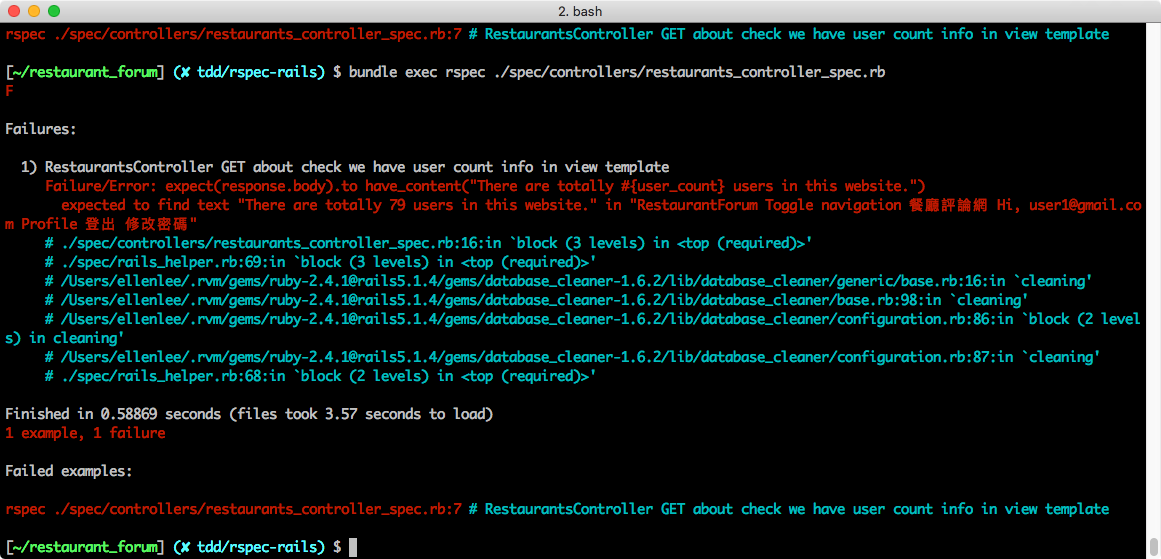 2. bash
rspec ./spec/controllers/restaurants_controller_spec.rb:7 # RestaurantsController GET about check we have user count info in view template
[~/restaurant_forum] (✘ tdd/rspec-rails) $ bundle exec rspec ./spec/controllers/restaurants_controller_spec.rb
F
Failures:
1) RestaurantsController GET about check we have user count info in view template
Failure/Error: expect(response.body).to have_content("There are totally #{user_count} users in this website.")
expected to find text "There are totally 79 users in this website." in "RestaurantForum Toggle navigation 餐廳評論網 Hi, user1@gmail.co
m Profile 登出 修改密碼"
# ./spec/controllers/restaurants_controller_spec.rb:16:in `block (3 levels) in <top (required)>'
# ./spec/rails_helper.rb:69:in `block (3 levels) in <top (required)>'
# /Users/ellenlee/.rvm/gems/ruby-2.4.1@rails5.1.4/gems/database_cleaner-1.6.2/lib/database_cleaner/generic/base.rb:16:in `cleaning'
# /Users/ellenlee/.rvm/gems/ruby-2.4.1@rails5.1.4/gems/database_cleaner-1.6.2/lib/database_cleaner/base.rb:98:in `cleaning'
# /Users/ellenlee/.rvm/gems/ruby-2.4.1@rails5.1.4/gems/database_cleaner-1.6.2/lib/database_cleaner/configuration.rb:86:in `block (2 level
s) in cleaning'
# /Users/ellenlee/.rvm/gems/ruby-2.4.1@rails5.1.4/gems/database_cleaner-1.6.2/lib/database_cleaner/configuration.rb:87:in `cleaning'
# ./spec/rails_helper.rb:68:in `block (2 levels) in <top (required)>'
Finished in 0.58869 seconds (files took 3.57 seconds to load)
1 example, 1 failure
Failed examples:
rspec ./spec/controllers/restaurants_controller_spec.rb:7 # RestaurantsController GET about check we have user count info in view template
[~/restaurant_forum] (✘ tdd/rspec-rails) $